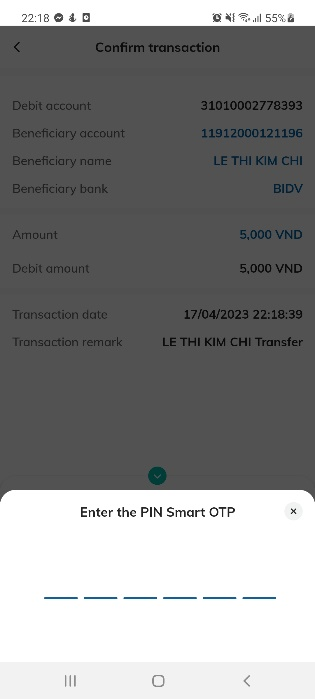 22:18 55%
Confirm transaction
Debit account 31010002778393
Beneficiary account 11912000121196
Beneficiary name LE THI KIM CHI
Beneficiary bank BIDV
Amount 5,000 VND
Debit amount 5,000 VND
Transaction date 17/04/2023 22:18:39
Transaction remark LE THI KIM CHI Transfer
Enter the PIN Smart OTP